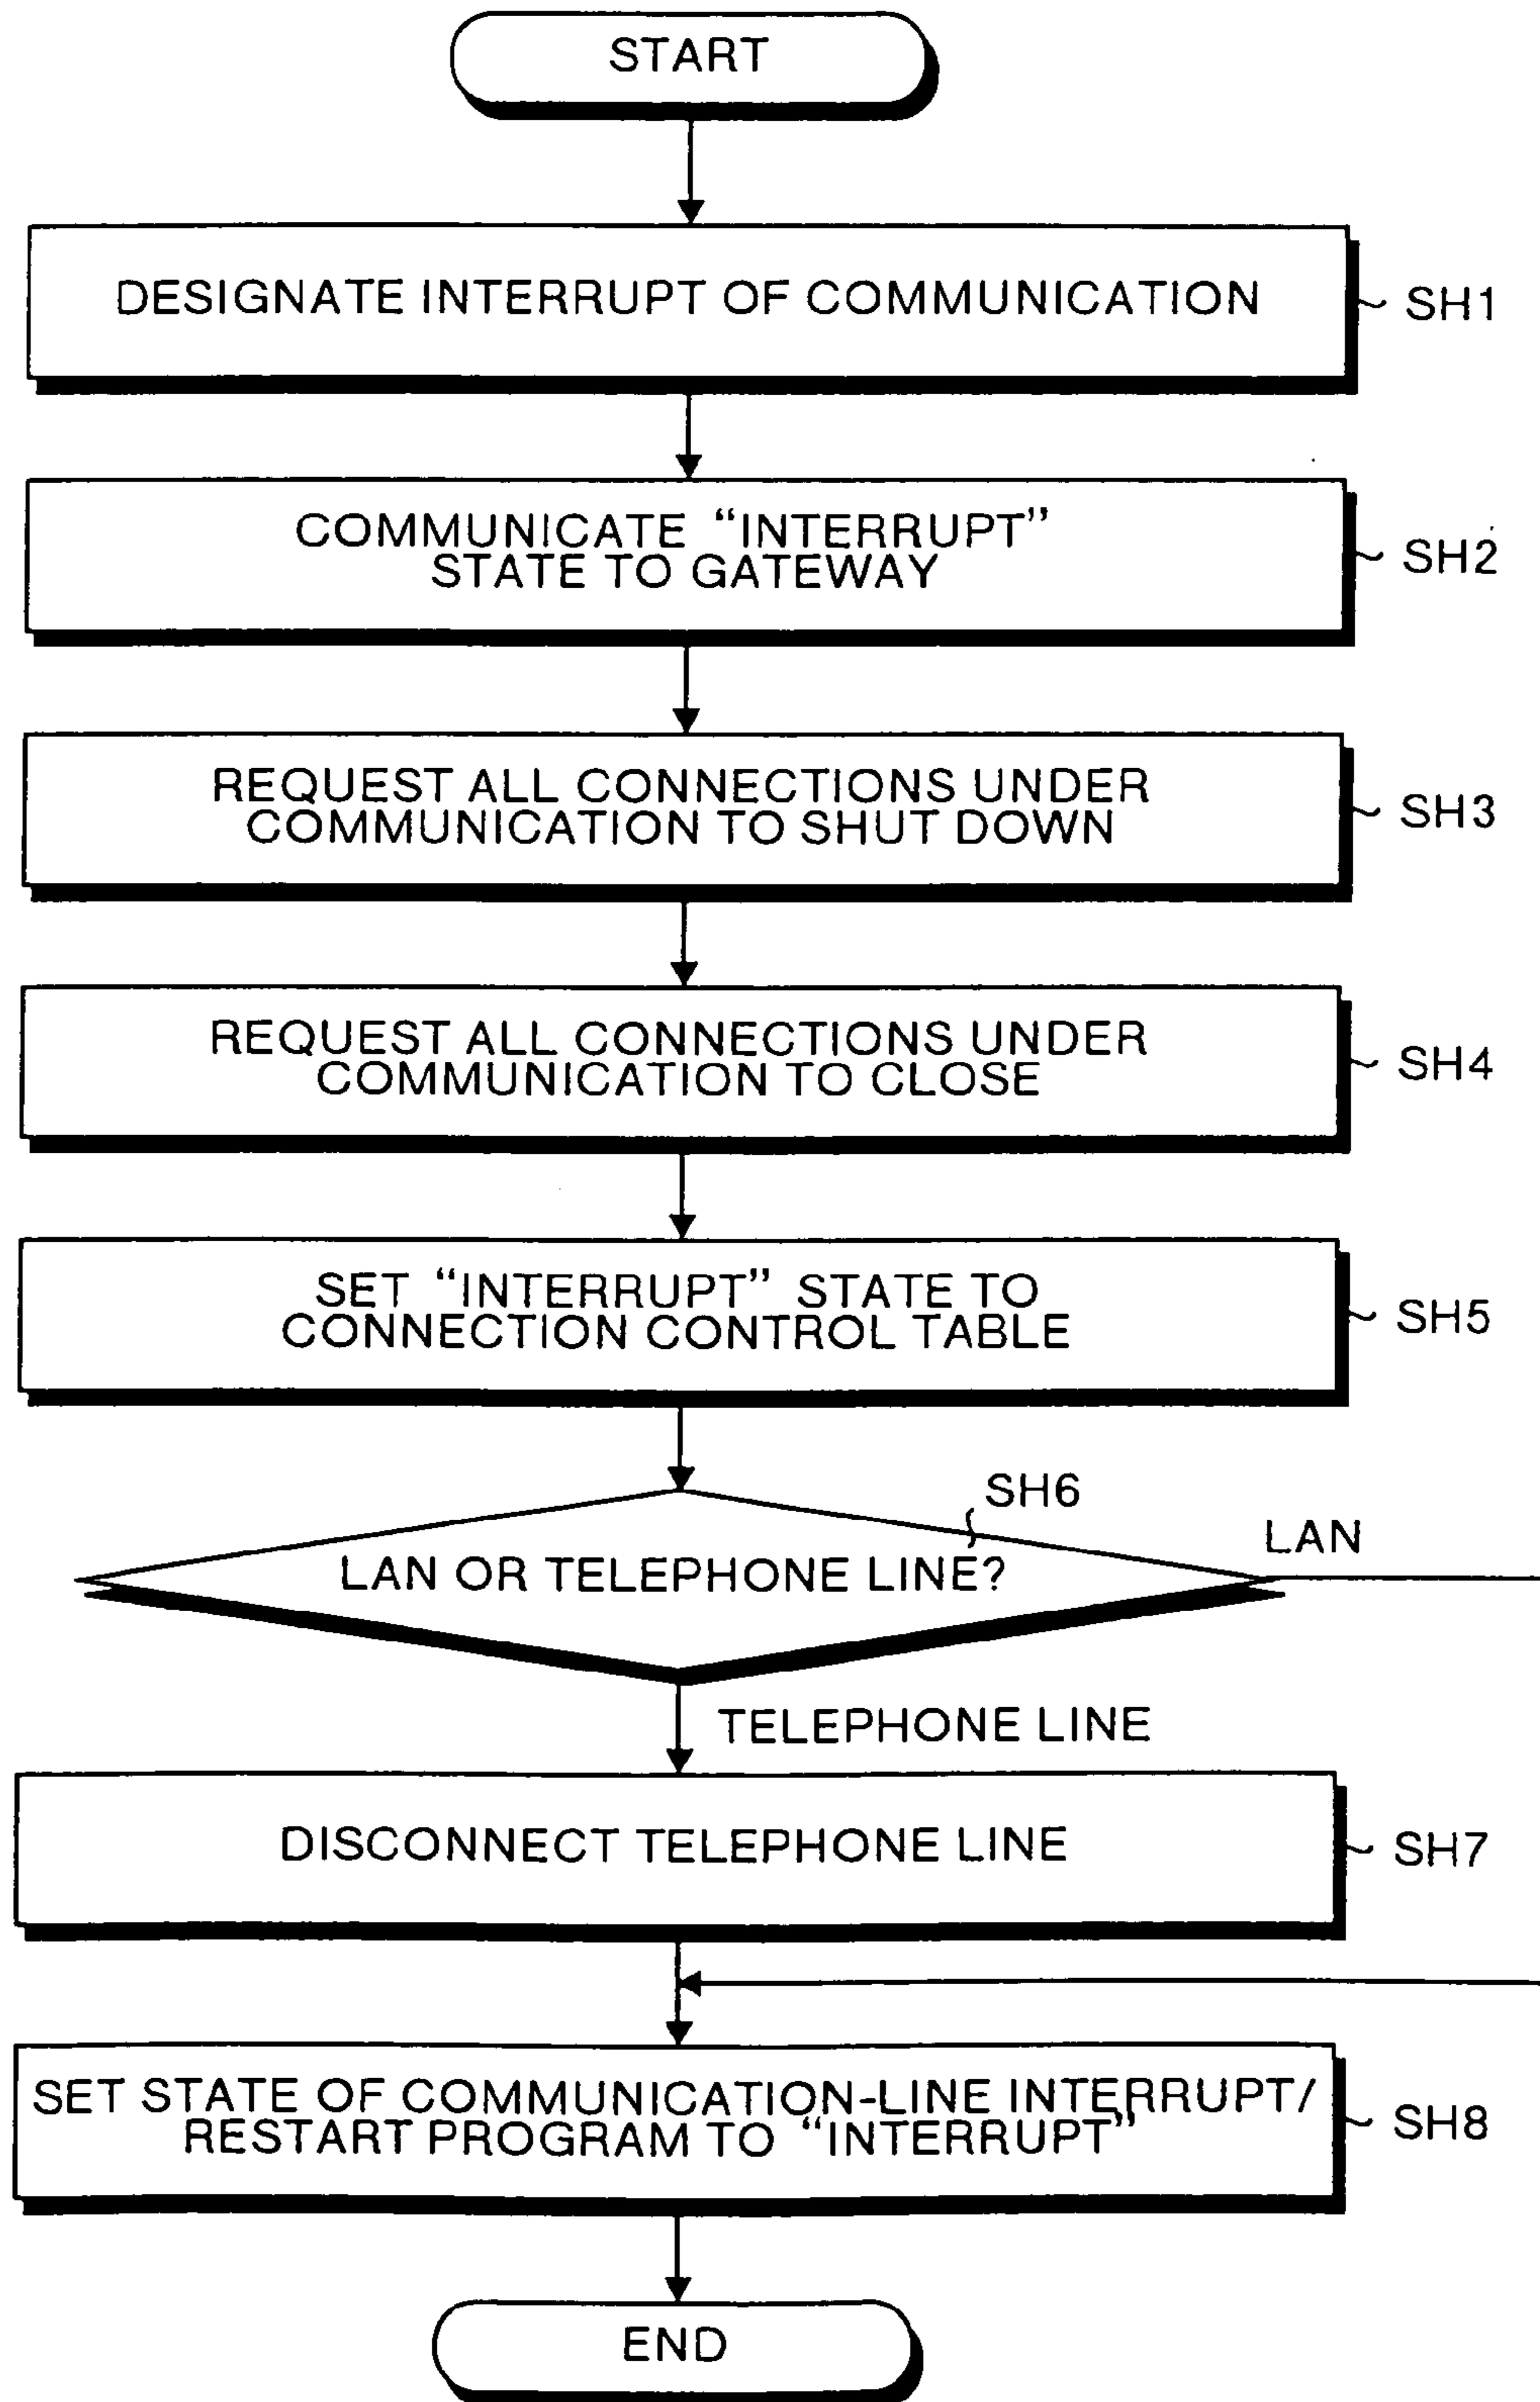 START
DESIGNATE INTERRUPT OF COMMUNICATION
SH1
COMMUNICATE “INTERRUPT”
STATE TO GATEWAY
SH2
REQUEST ALL CONNECTIONS UNDER
COMMUNICATION TO SHUT DOWN
SH3
REQUEST ALL CONNECTIONS UNDER
COMMUNICATION TO CLOSE
SH4
SET “INTERRUPT” STATE TO
CONNECTION CONTROL TABLE
SH5
SH6
LAN OR TELEPHONE LINE?
LAN
TELEPHONE LINE
DISCONNECT TELEPHONE LINE
SH7
SET STATE OF COMMUNICATION-LINE INTERRUPT/
RESTART PROGRAM TO “INTERRUPT”
SH8
END